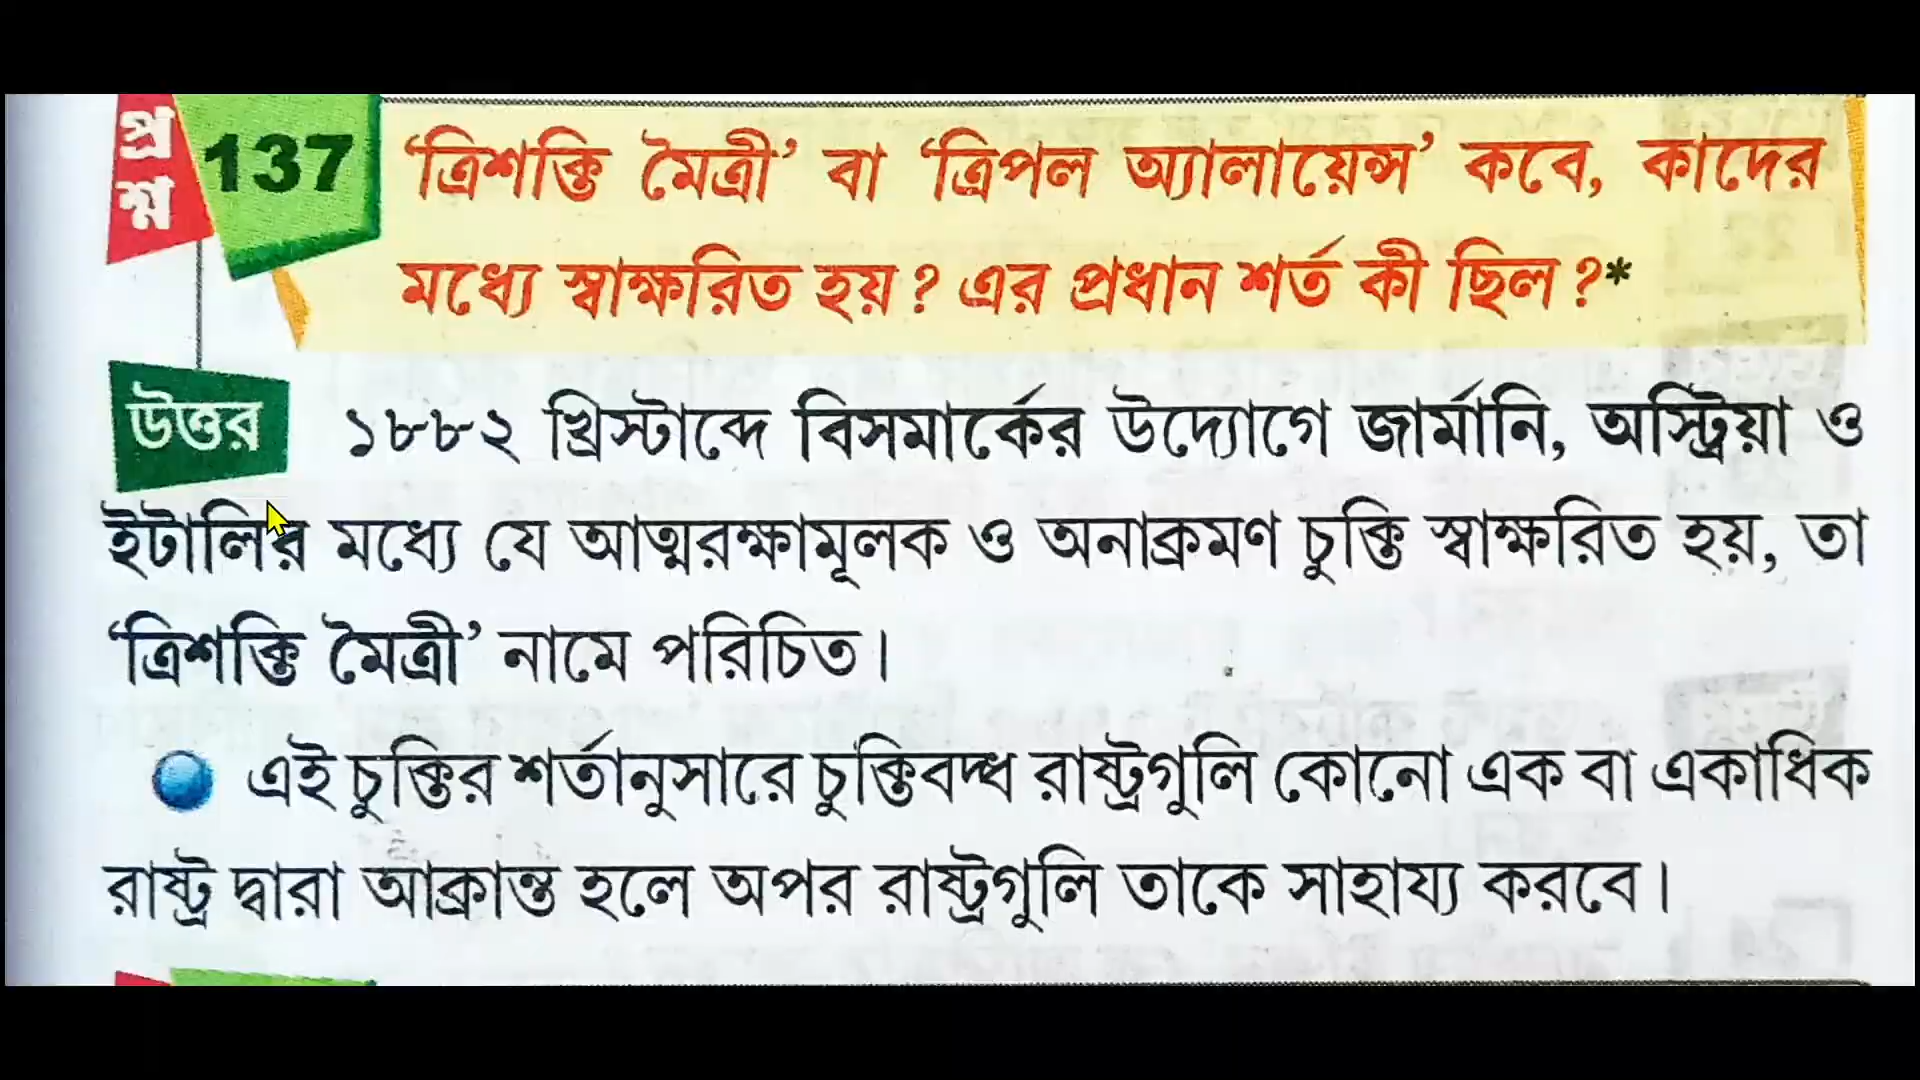 প্রশ্ন 137 ‘ত্রিশক্তি মৈত্রী’ বা ‘ত্রিপল অ্যালায়েন্স’ কবে, কাদের
মধ্যে স্বাক্ষরিত হয় ? এর প্রধান শর্ত কী ছিল ?*
উত্তর ১৮৮২ খ্রিস্টাব্দে বিসমার্কের উদ্যোগে জার্মানি, অস্ট্রিয়া ও
ইটালির মধ্যে যে আত্মরক্ষামূলক ও অনাক্রমণ চুক্তি স্বাক্ষরিত হয়, তা
‘ত্রিশক্তি মৈত্রী’ নামে পরিচিত।
এই চুক্তির শর্তানুসারে চুক্তিবদ্ধ রাষ্ট্রগুলি কোনো এক বা একাধিক
রাষ্ট্র দ্বারা আক্রান্ত হলে অপর রাষ্ট্রগুলি তাকে সাহায্য করবে।